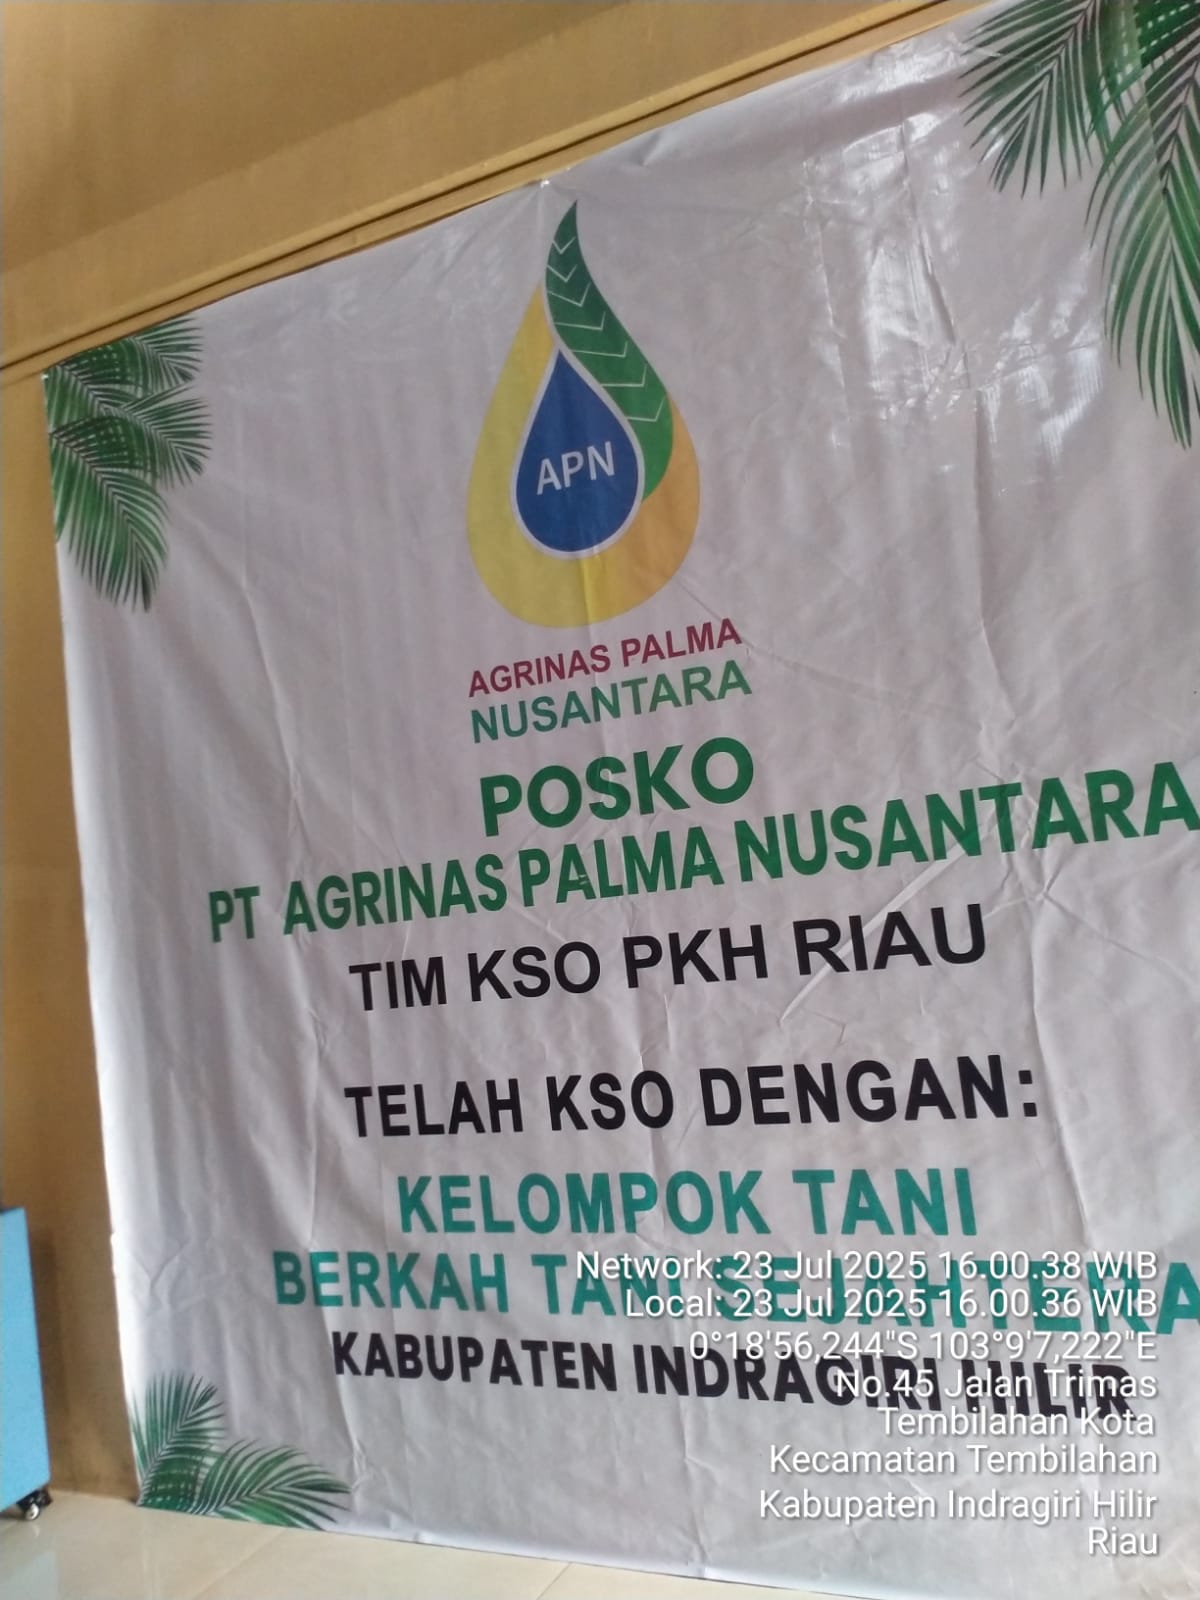 APN
AGRINAS PALMA
NUSANTARA
POSKO
PT AGRINAS PALMA NUSANTARA
TIM KSO PKH RIAU
TELAH KSO DENGAN:
KELOMPOK TANI
BERKAH TANI SEJAHTERA
KABUPATEN INDRAGIRI HILIR
Network: 23 Jul 2025 16.00.38 WIB
Local: 23 Jul 2025 16.00.36 WIB
0°18'56,244"S 103°9'7,222"E
No.45 Jalan Trimas
Tembilahan Kota
Kecamatan Tembilahan
Kabupaten Indragiri Hilir
Riau